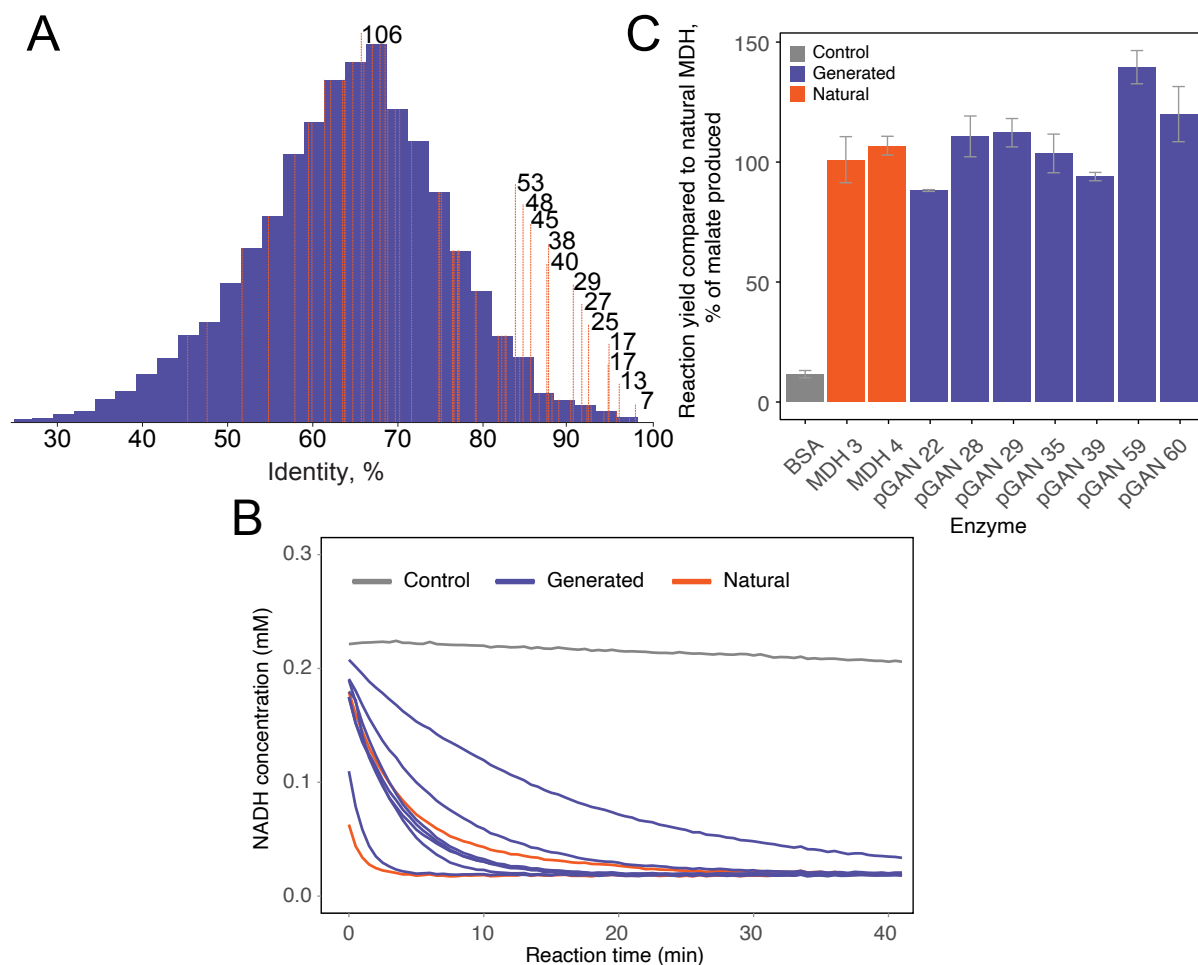 A
106
53
48
45
38
40
29
27
25
17
17
13
7
30 40 50 60 70 80 90 100
Identity, %
C
Reaction yield compared to natural MDH,
% of malate produced
150
100
50
0
Control
Generated
Natural
BSA
MDH 3
MDH 4
pGAN 22
pGAN 28
pGAN 29
pGAN 35
pGAN 39
pGAN 59
pGAN 60
Enzyme
B
NADH concentration (mM)
0.3
0.2
0.1
0.0
Control Generated Natural
0 10 20 30 40
Reaction time (min)